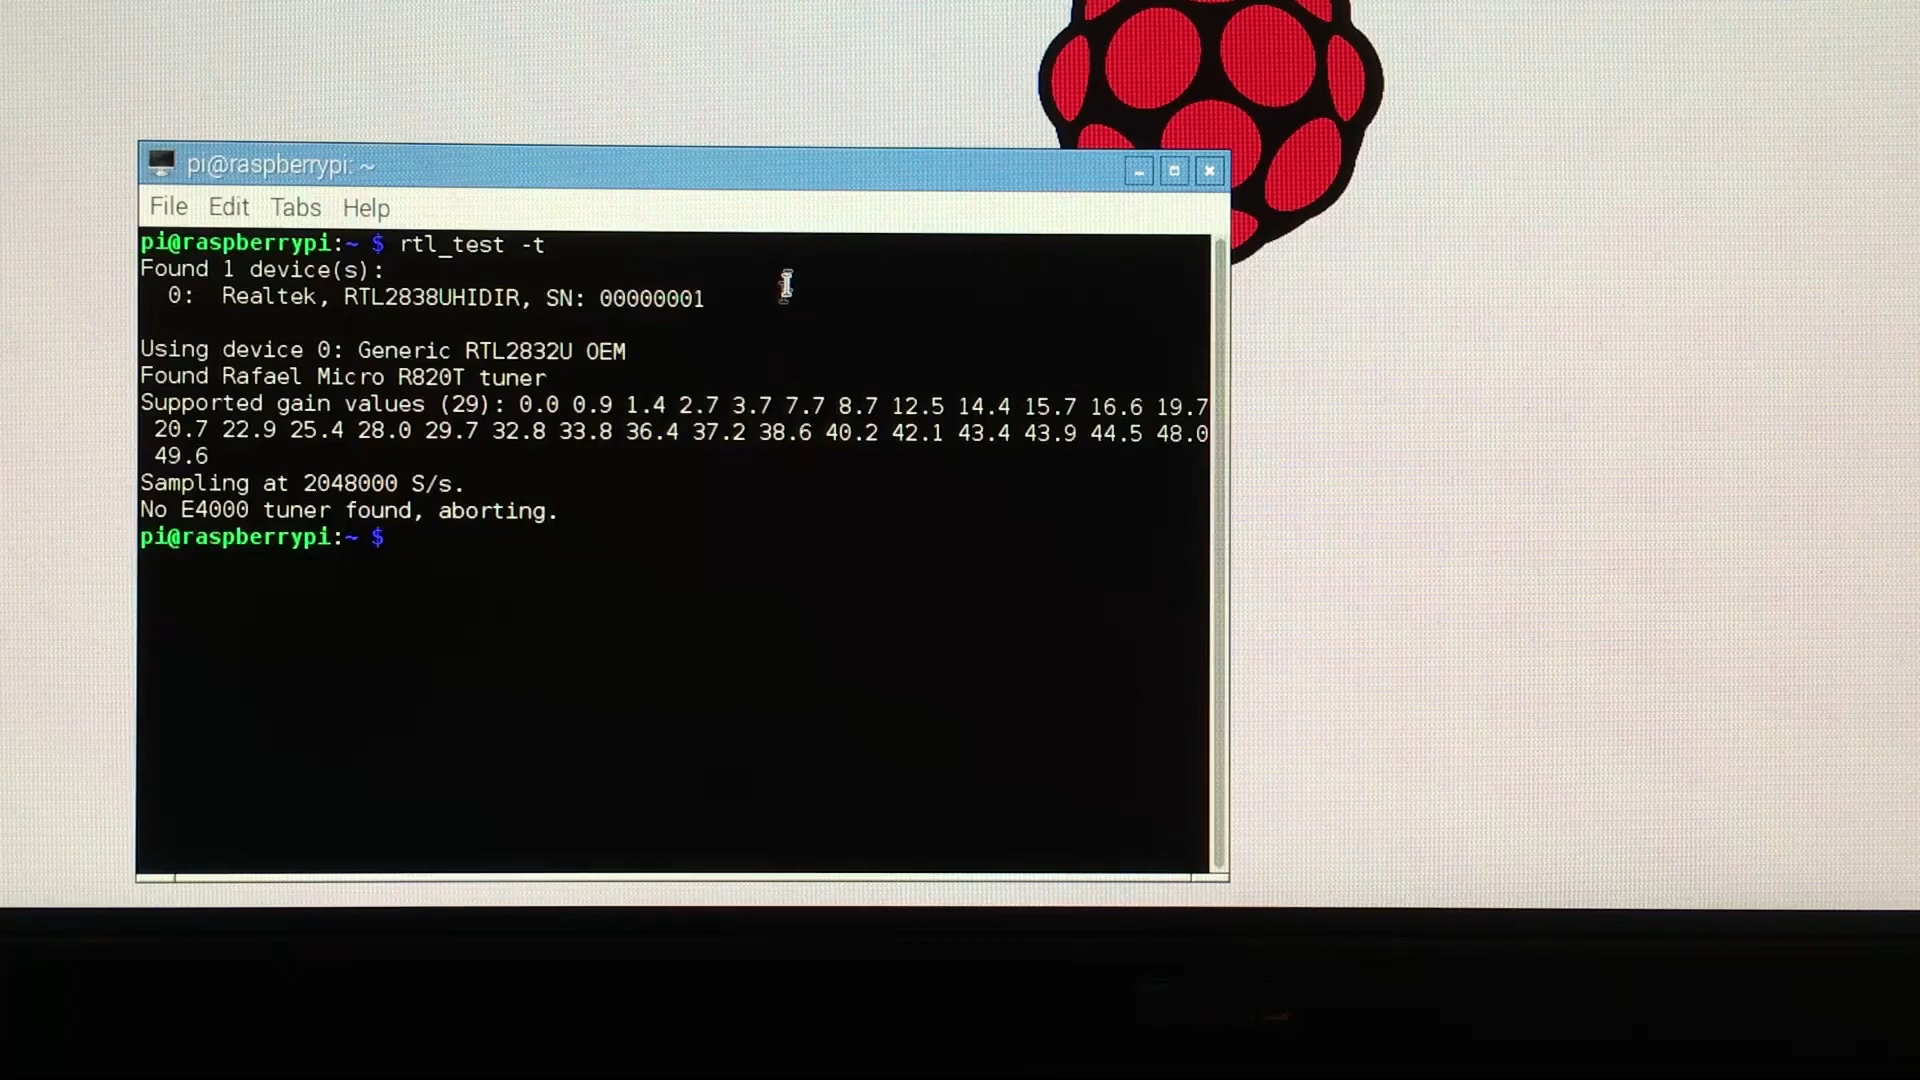 pi@raspberrypi: ~
File Edit Tabs Help
pi@raspberrypi:~ $ rtl_test -t
Found 1 device(s):
  0:  Realtek, RTL2838UHIDIR, SN: 00000001
Using device 0: Generic RTL2832U OEM
Found Rafael Micro R820T tuner
Supported gain values (29): 0.0 0.9 1.4 2.7 3.7 7.7 8.7 12.5 14.4 15.7 16.6 19.7
 20.7 22.9 25.4 28.0 29.7 32.8 33.8 36.4 37.2 38.6 40.2 42.1 43.4 43.9 44.5 48.0
 49.6
Sampling at 2048000 S/s.
No E4000 tuner found, aborting.
pi@raspberrypi:~ $